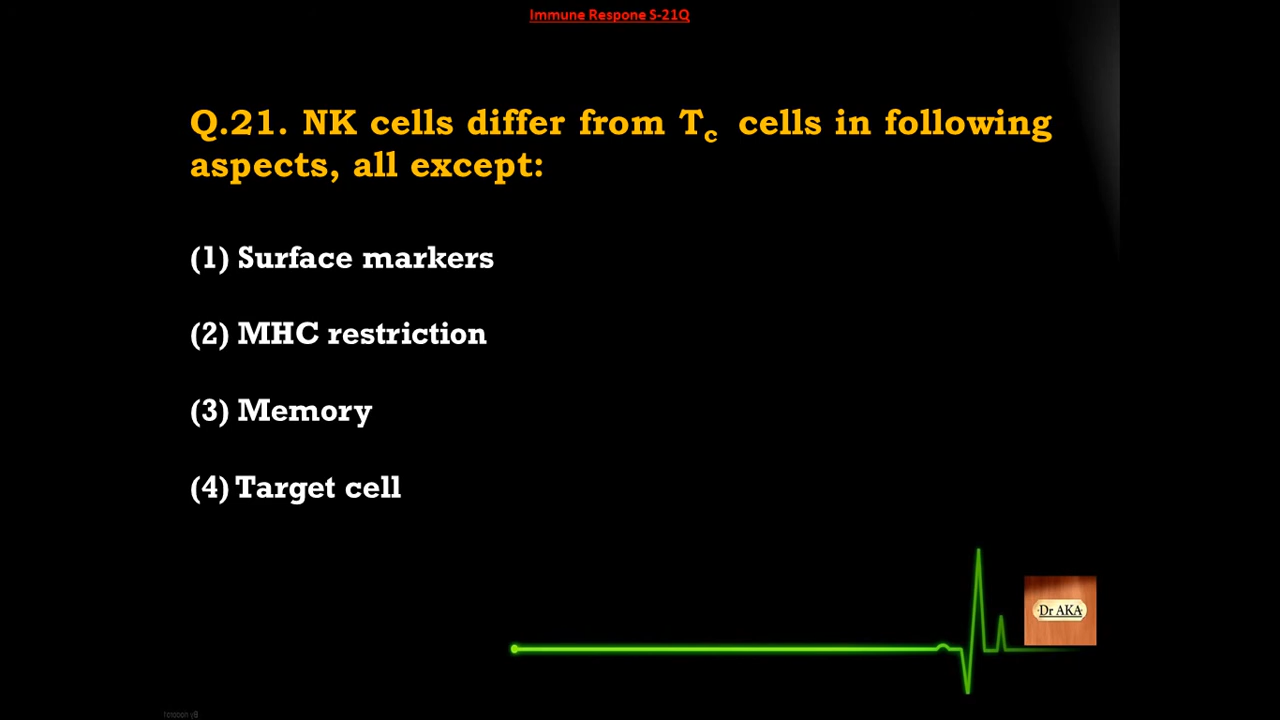 Immune Respone S-21Q
Q.21. NK cells differ from Tc cells in following
aspects, all except:
(1) Surface markers
(2) MHC restriction
(3) Memory
(4) Target cell
Dr AKA